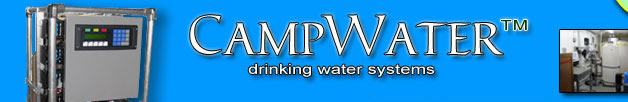 CAMPWATER™
drinking water systems